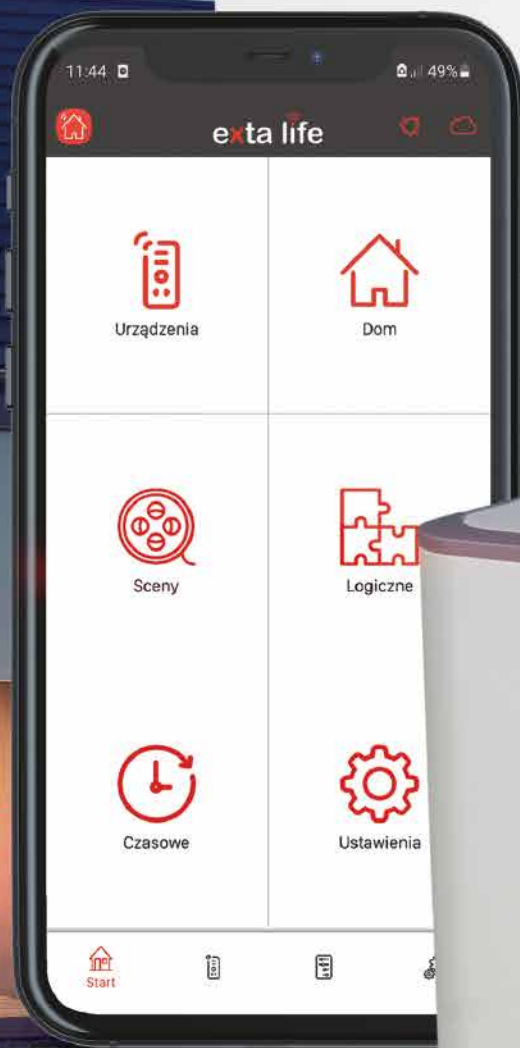 11:44
49%
exta life
Urządzenia
Dom
Sceny
Logiczne
Czasowe
Ustawienia
Start